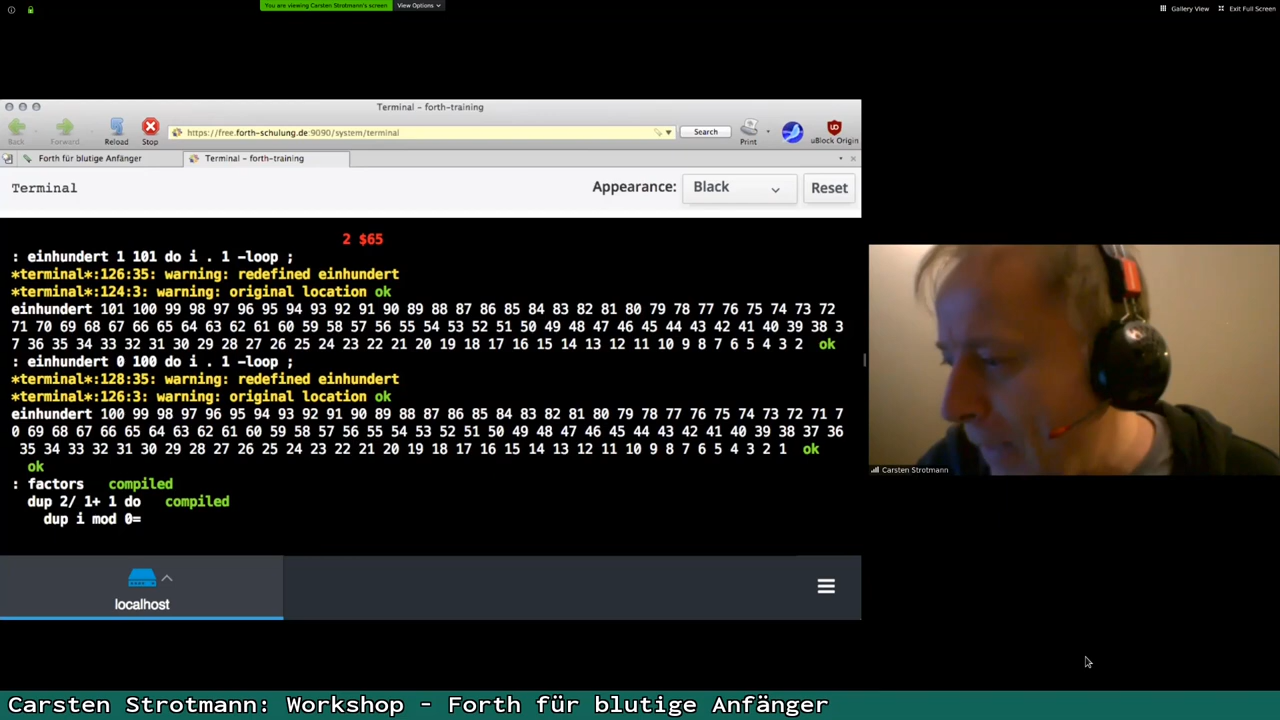 You are viewing Carsten Strotmann's screen
View Options
Gallery View
Exit Full Screen
Terminal - forth-training
Back
Forward
Reload
Stop
https://free.forth-schulung.de:9090/system/terminal
Search
Print
uBlock Origin
Forth für blutige Anfänger
Terminal - forth-training
Terminal
Appearance:
Black
Reset
2 $65
: einhundert 1 101 do i . 1 -loop ;
*terminal*:126:35: warning: redefined einhundert
*terminal*:124:3: warning: original location ok
einhundert 101 100 99 98 97 96 95 94 93 92 91 90 89 88 87 86 85 84 83 82 81 80 79 78 77 76 75 74 73 72
71 70 69 68 67 66 65 64 63 62 61 60 59 58 57 56 55 54 53 52 51 50 49 48 47 46 45 44 43 42 41 40 39 38 3
7 36 35 34 33 32 31 30 29 28 27 26 25 24 23 22 21 20 19 18 17 16 15 14 13 12 11 10 9 8 7 6 5 4 3 2 ok
: einhundert 0 100 do i . 1 -loop ;
*terminal*:128:35: warning: redefined einhundert
*terminal*:126:3: warning: original location ok
einhundert 100 99 98 97 96 95 94 93 92 91 90 89 88 87 86 85 84 83 82 81 80 79 78 77 76 75 74 73 72 71 7
0 69 68 67 66 65 64 63 62 61 60 59 58 57 56 55 54 53 52 51 50 49 48 47 46 45 44 43 42 41 40 39 38 37 36
35 34 33 32 31 30 29 28 27 26 25 24 23 22 21 20 19 18 17 16 15 14 13 12 11 10 9 8 7 6 5 4 3 2 1 ok
ok
: factors compiled
dup 2/ 1+ 1 do compiled
dup i mod 0=
localhost
Carsten Strotmann
Carsten Strotmann: Workshop - Forth für blutige Anfänger